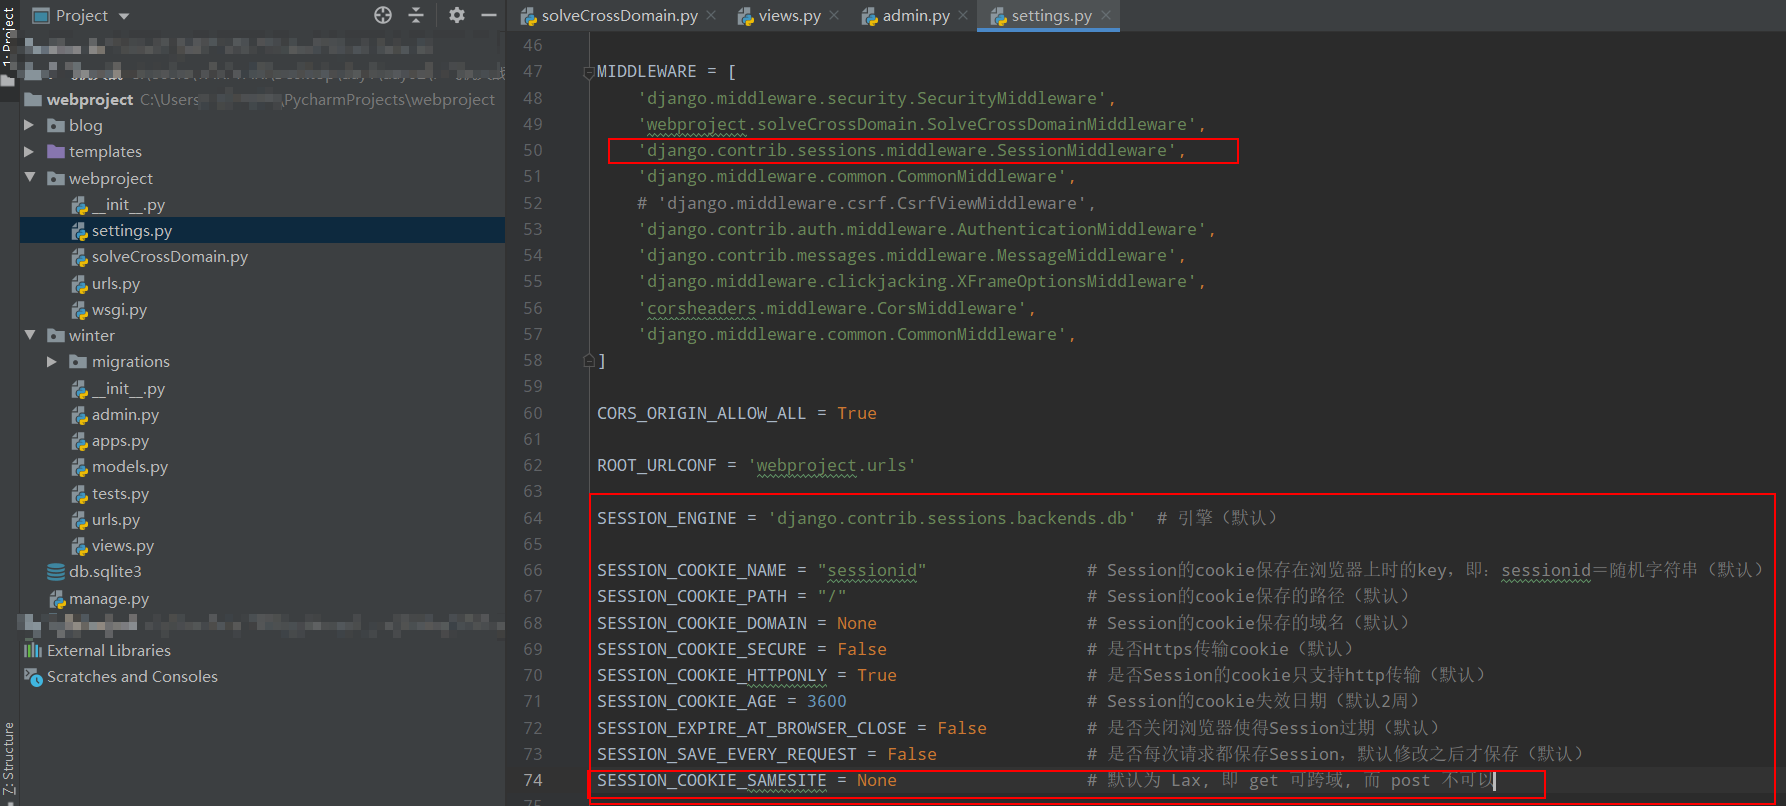 Project
solveCrossDomain.py
views.py
admin.py
settings.py
1: Project
webproject C:\Users \PycharmProjects\webproject
blog
templates
webproject
__init__.py
settings.py
solveCrossDomain.py
urls.py
wsgi.py
winter
migrations
__init__.py
admin.py
apps.py
models.py
tests.py
urls.py
views.py
db.sqlite3
manage.py
External Libraries
Scratches and Consoles
Z: Structure
46
47 MIDDLEWARE = [
48 'django.middleware.security.SecurityMiddleware',
49 'webproject.solveCrossDomain.SolveCrossDomainMiddleware',
50 'django.contrib.sessions.middleware.SessionMiddleware',
51 'django.middleware.common.CommonMiddleware',
52 # 'django.middleware.csrf.CsrfViewMiddleware',
53 'django.contrib.auth.middleware.AuthenticationMiddleware',
54 'django.contrib.messages.middleware.MessageMiddleware',
55 'django.middleware.clickjacking.XFrameOptionsMiddleware',
56 'corsheaders.middleware.CorsMiddleware',
57 'django.middleware.common.CommonMiddleware',
58 ]
59
60 CORS_ORIGIN_ALLOW_ALL = True
61
62 ROOT_URLCONF = 'webproject.urls'
63
64 SESSION_ENGINE = 'django.contrib.sessions.backends.db' # 引擎（默认）
65
66 SESSION_COOKIE_NAME = "sessionid" # Session的cookie保存在浏览器上时的key，即：sessionid＝随机字符串（默认）
67 SESSION_COOKIE_PATH = "/" # Session的cookie保存的路径（默认）
68 SESSION_COOKIE_DOMAIN = None # Session的cookie保存的域名（默认）
69 SESSION_COOKIE_SECURE = False # 是否Https传输cookie（默认）
70 SESSION_COOKIE_HTTPONLY = True # 是否Session的cookie只支持http传输（默认）
71 SESSION_COOKIE_AGE = 3600 # Session的cookie失效日期（默认2周）
72 SESSION_EXPIRE_AT_BROWSER_CLOSE = False # 是否关闭浏览器使得Session过期（默认）
73 SESSION_SAVE_EVERY_REQUEST = False # 是否每次请求都保存Session，默认修改之后才保存（默认）
74 SESSION_COOKIE_SAMESITE = None # 默认为 Lax, 即 get 可跨域, 而 post 不可以
75